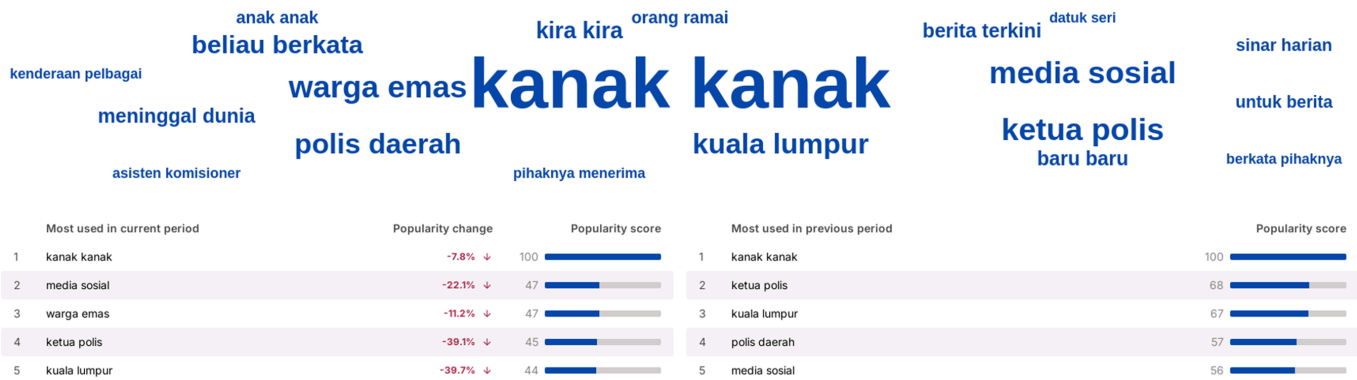 anak anak
orang ramai
datuk seri
kira kira
berita terkini
beliau berkata
sinar harian
kenderaan pelbagai
media sosial
warga emas
kanak kanak
untuk berita
meninggal dunia
ketua polis
polis daerah
kuala lumpur
baru baru
berkata pihaknya
asisten komisioner
pihaknya menerima
Most used in current period Popularity change Popularity score
1 kanak kanak -7.8% ↓ 100
2 media sosial -22.1% ↓ 47
3 warga emas -11.2% ↓ 47
4 ketua polis -39.1% ↓ 45
5 kuala lumpur -39.7% ↓ 44
Most used in previous period Popularity score
1 kanak kanak 100
2 ketua polis 68
3 kuala lumpur 67
4 polis daerah 57
5 media sosial 56